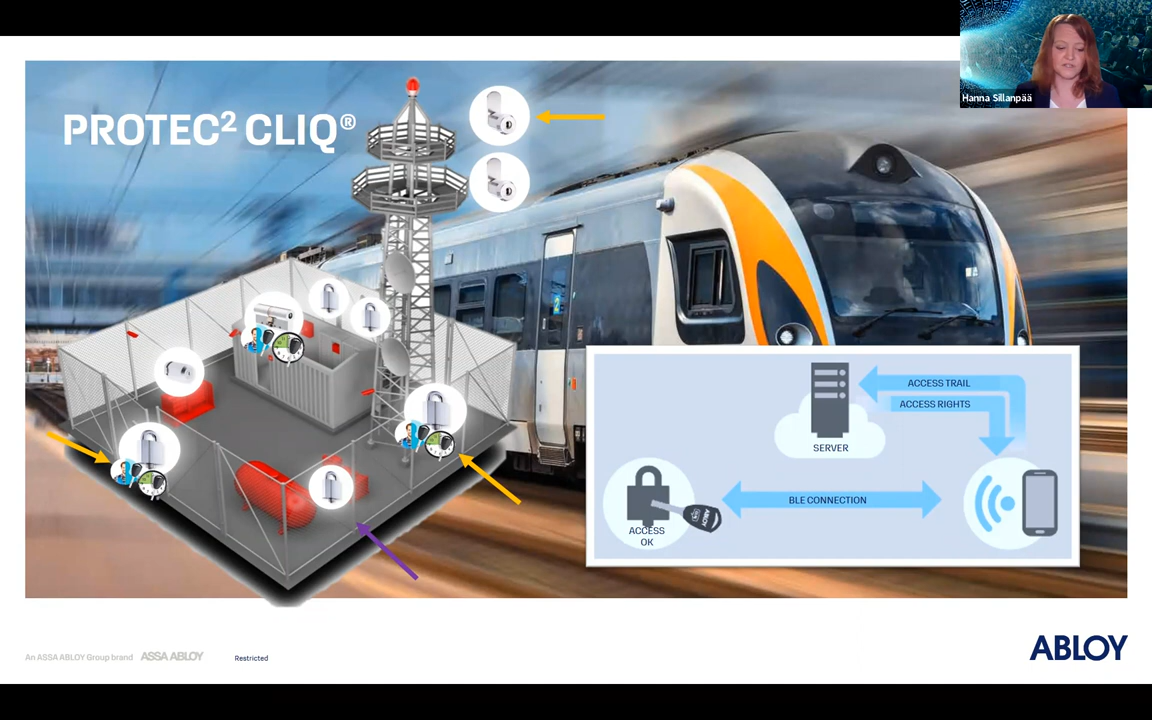 Hanna Sillanpää
PROTEC² CLIQ®
ACCESS TRAIL
ACCESS RIGHTS
SERVER
BLE CONNECTION
ABLOY
ACCESS
OK
An ASSA ABLOY Group brand
ASSA ABLOY
Restricted
ABLOY